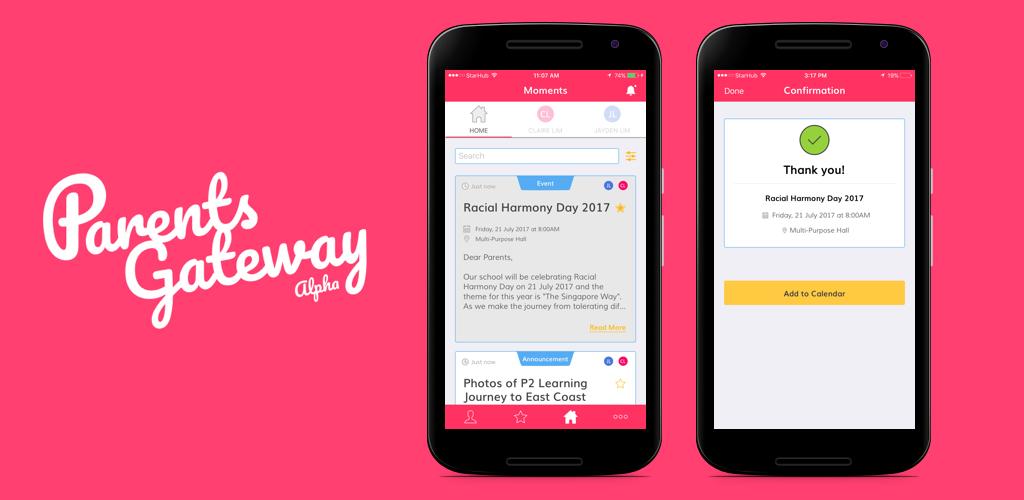 Parents
Gateway
Alpha
StarHub
11:07 AM
74%
Moments
HOME
CL
CLAIRE LIM
JL
JAYDEN LIM
Search
Just now
Event
JL
CL
Racial Harmony Day 2017
Friday, 21 July 2017 at 8:00AM
Multi-Purpose Hall
Dear Parents,
Our school will be celebrating Racial
Harmony Day on 21 July 2017 and the
theme for this year is "The Singapore Way".
As we make the journey from tolerating dif...
Read More
Just now
Announcement
JL
CL
Photos of P2 Learning
Journey to East Coast
StarHub
3:17 PM
19%
Done
Confirmation
Thank you!
Racial Harmony Day 2017
Friday, 21 July 2017 at 8:00AM
Multi-Purpose Hall
Add to Calendar